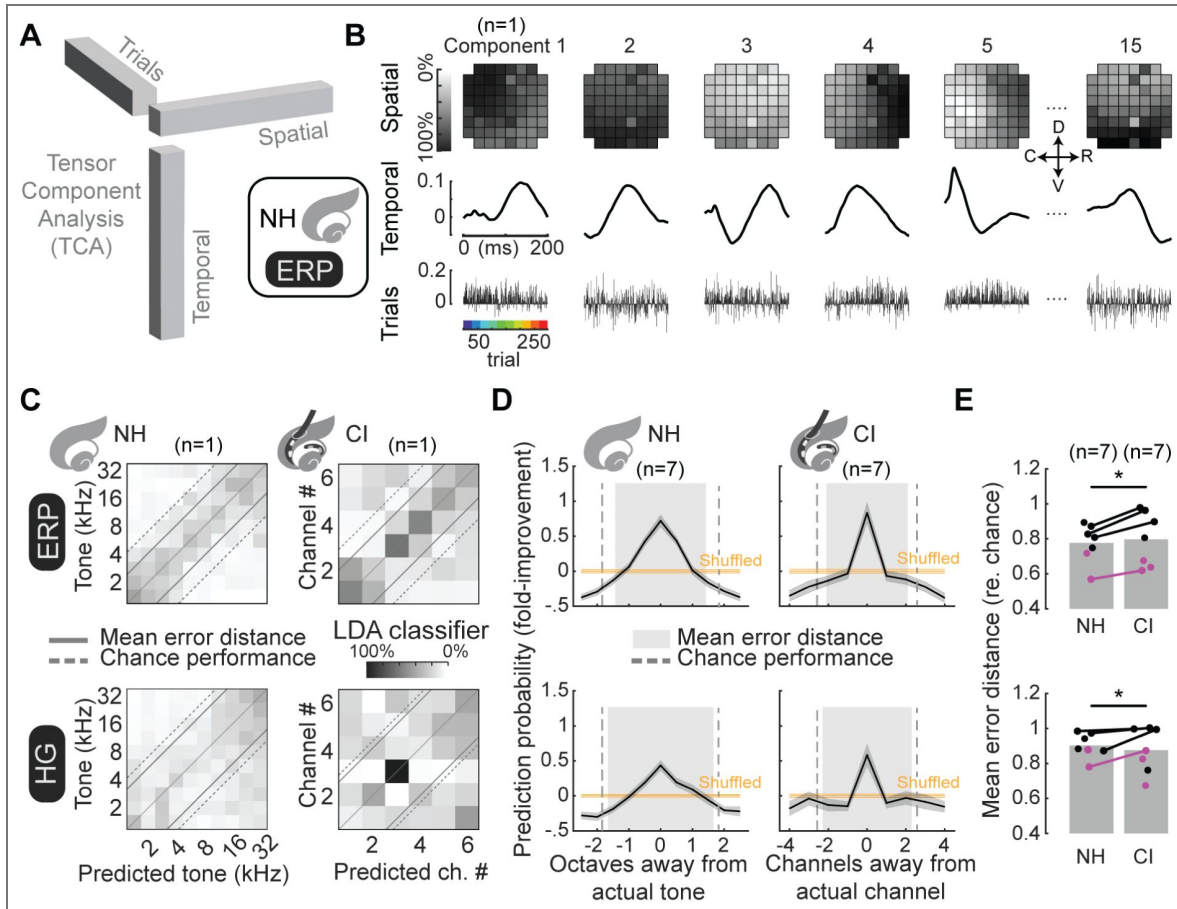 A
Trials
Spatial
Tensor
Component
Analysis
(TCA)
Temporal
NH
ERP
B
(n=1)
Component 1 2 3 4 5 15
Spatial
0%
100%
....
D
C R
V
Temporal
0.1
0
0 (ms) 200
....
Trials
0.2
0
....
50 250
trial
C
NH CI
(n=1) (n=1)
ERP
Tone (kHz)
32
8
4
2
Channel #
6
4
2
Mean error distance
Chance performance
LDA classifier
100% 0%
HG
Tone (kHz)
32
8
4
2
Channel #
6
4
2
2 4 8 16 32
Predicted tone (kHz)
2 4 6
Predicted ch. #
D
NH CI
(n=7) (n=7)
Prediction probability (fold-improvement)
1.5
1
0.5
0
-.5
Shuffled
Shuffled
Mean error distance
Chance performance
1.5
1
0.5
0
-.5
Shuffled
Shuffled
-2 -1 0 1 2
Octaves away from
actual tone
-4 -2 0 2 4
Channels away from
actual channel
E
(n=7) (n=7)
Mean error distance (re. chance)
1.2
*
1
0.8
0.6
0.4
NH CI
1.2
*
1
0.8
0.6
0.4
NH CI